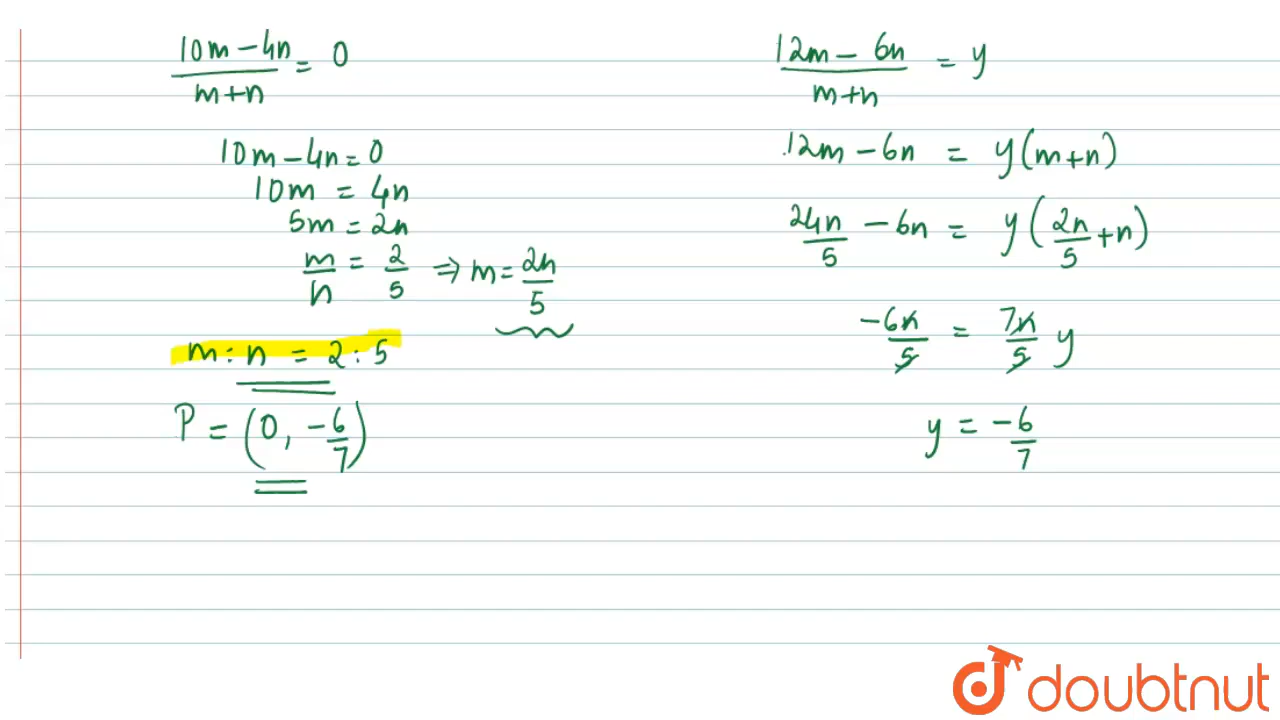 10m - 4n / m+n = 0
10m - 4n = 0
10m = 4n
5m = 2n
m/n = 2/5 ⇒ m = 2n/5
m : n = 2 : 5
P = (0, -6/7)
12m - 6n / m+n = y
12m - 6n = y(m+n)
24n/5 - 6n = y(2n/5 + n)
-6n/5 = 7n/5 y
y = -6/7
doubtnut